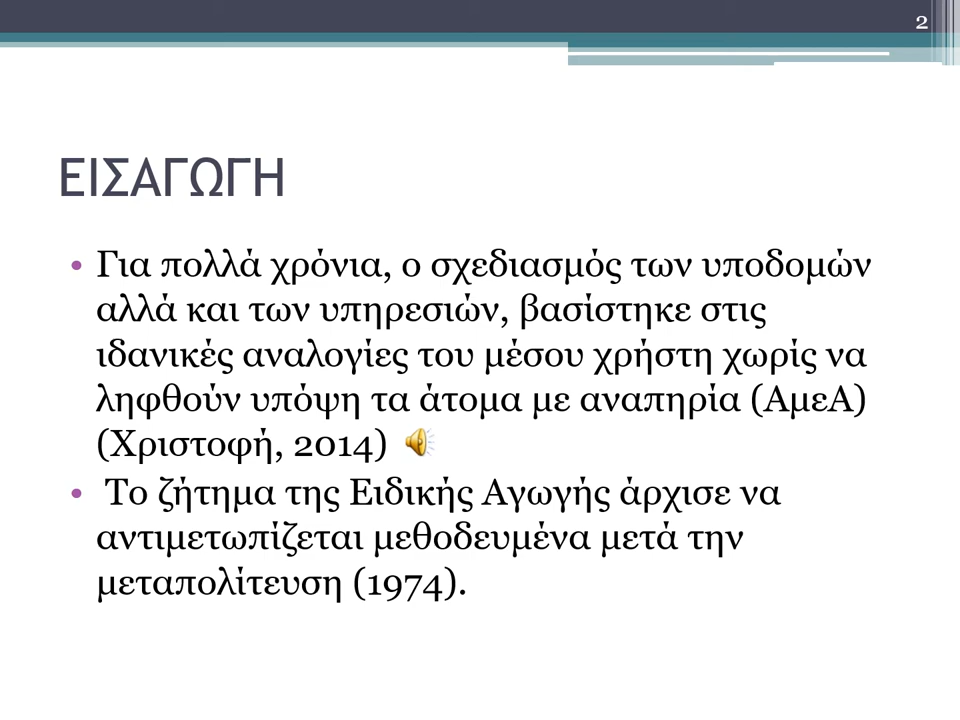 2
ΕΙΣΑΓΩΓΗ
• Για πολλά χρόνια, ο σχεδιασμός των υποδομών
αλλά και των υπηρεσιών, βασίστηκε στις
ιδανικές αναλογίες του μέσου χρήστη χωρίς να
ληφθούν υπόψη τα άτομα με αναπηρία (ΑμεΑ)
(Χριστοφή, 2014)
• Το ζήτημα της Ειδικής Αγωγής άρχισε να
αντιμετωπίζεται μεθοδευμένα μετά την
μεταπολίτευση (1974).